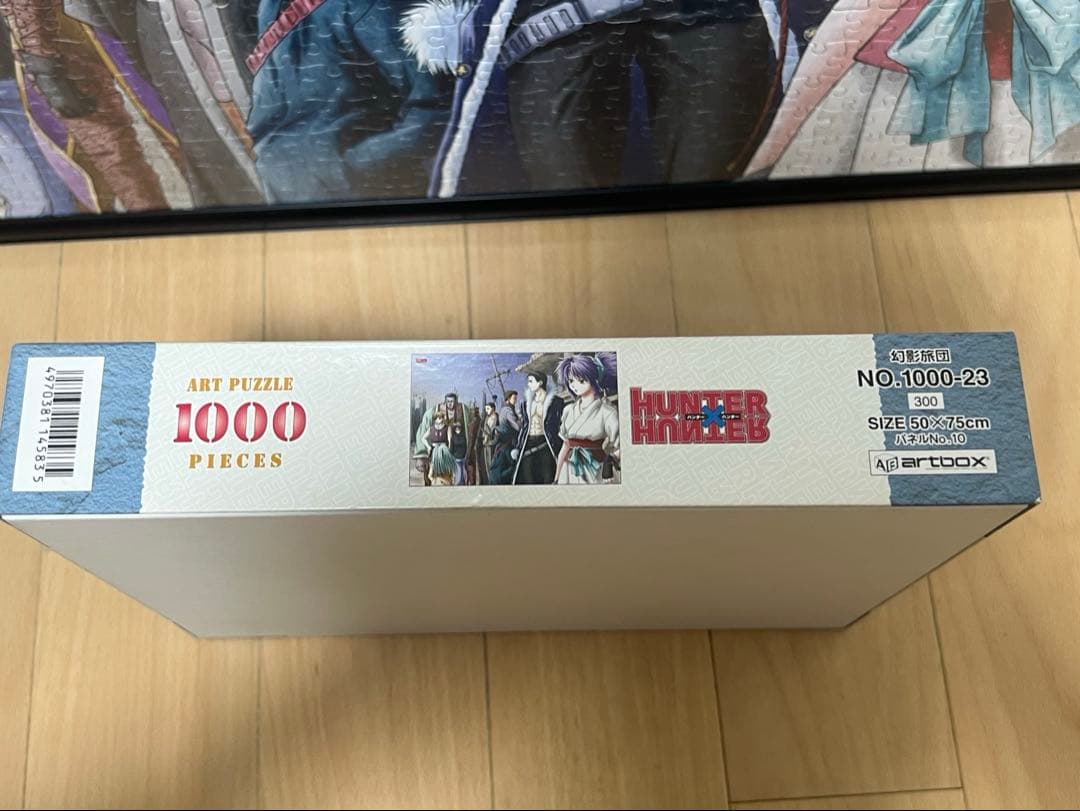 4970381145835
ART PUZZLE
1000
PIECES
HUNTER
ハンター×ハンター
HUNTER
幻影旅団
NO.1000-23
300
SIZE 50×75cm
パネルNo.10
AE artbox